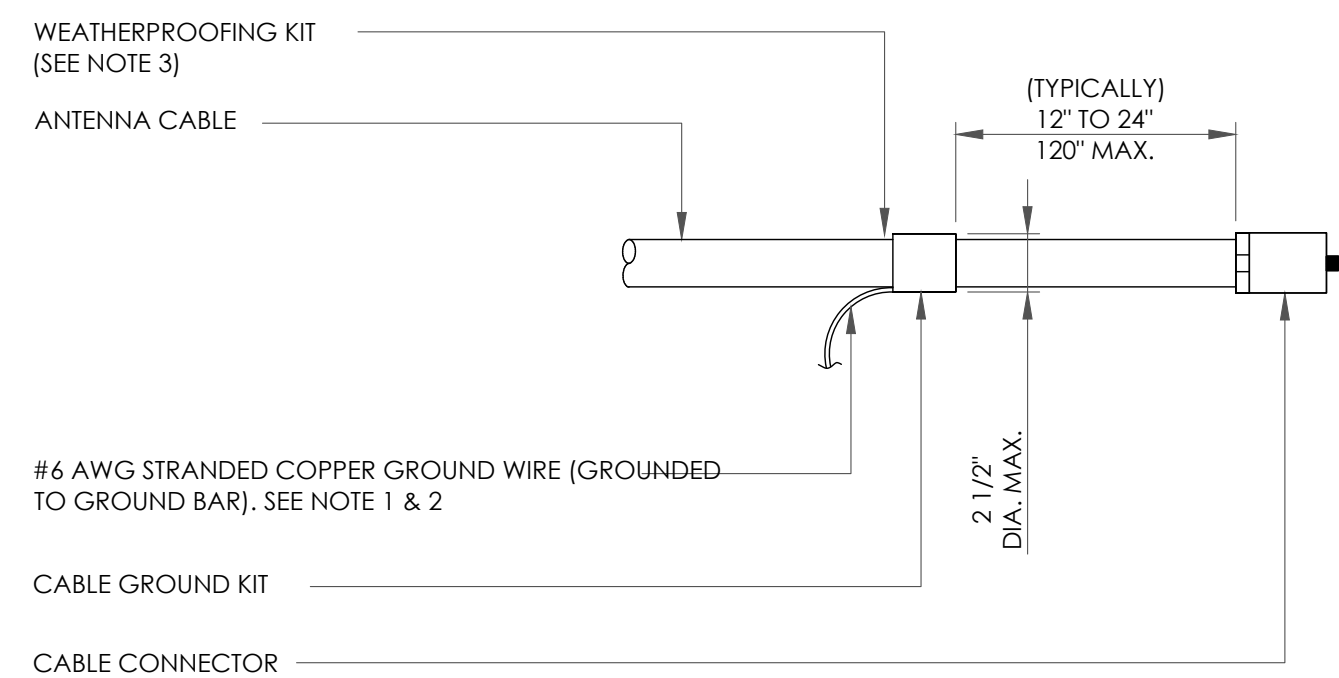 WEATHERPROOFING KIT
(SEE NOTE 3)
ANTENNA CABLE
(TYPICALLY)
12" TO 24"
120" MAX.
#6 AWG STRANDED COPPER GROUND WIRE (GROUNDED
TO GROUND BAR). SEE NOTE 1 & 2
2 1/2"
DIA. MAX.
CABLE GROUND KIT
CABLE CONNECTOR